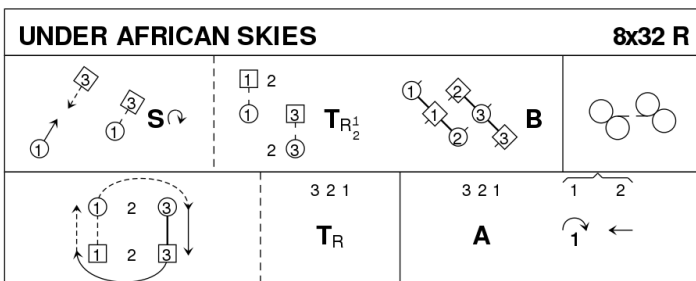 UNDER AFRICAN SKIES 8x32 R
3 1 3 1 S
1 2 1 3 2 3 T R 1/2
1 2 1 3 2 3 B
1 2 3
1 2 3
3 2 1 T R
3 2 1 A
1 2
1